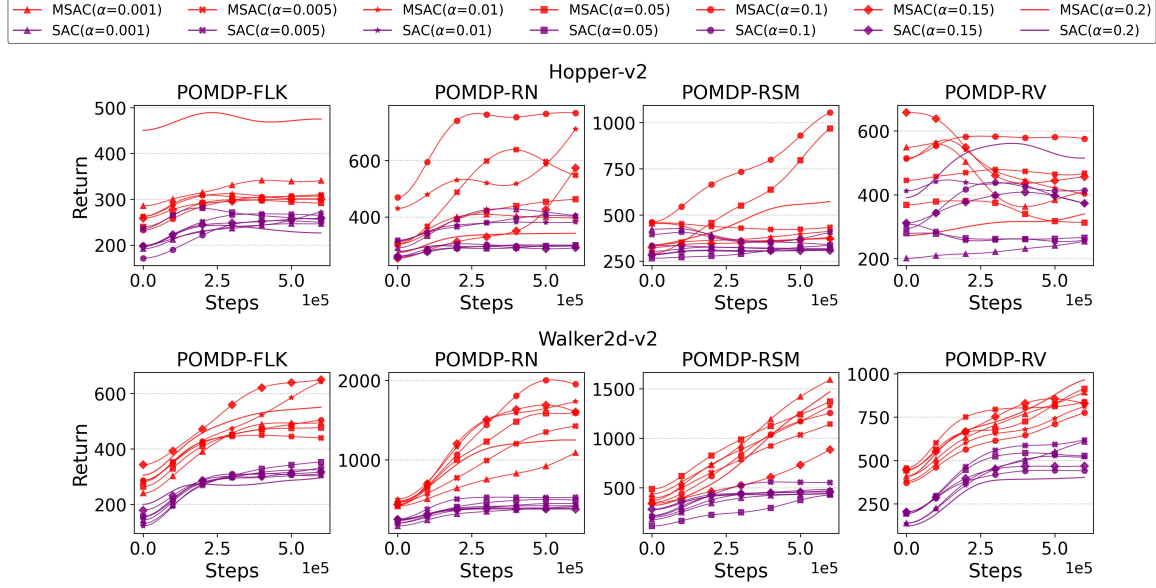 MSAC(α=0.001) MSAC(α=0.005) MSAC(α=0.01) MSAC(α=0.05) MSAC(α=0.1) MSAC(α=0.15) MSAC(α=0.2)
SAC(α=0.001) SAC(α=0.005) SAC(α=0.01) SAC(α=0.05) SAC(α=0.1) SAC(α=0.15) SAC(α=0.2)
Hopper-v2
POMDP-FLK POMDP-RN POMDP-RSM POMDP-RV
Return
500
400
300
200
600
400
200
1000
750
500
250
600
400
200
0.0 2.5 5.0 0.0 2.5 5.0 0.0 2.5 5.0 0.0 2.5 5.0
Steps 1e5 Steps 1e5 Steps 1e5 Steps 1e5
Walker2d-v2
POMDP-FLK POMDP-RN POMDP-RSM POMDP-RV
Return
600
400
200
2000
1000
1500
1000
500
1000
750
500
250
0.0 2.5 5.0 0.0 2.5 5.0 0.0 2.5 5.0 0.0 2.5 5.0
Steps 1e5 Steps 1e5 Steps 1e5 Steps 1e5